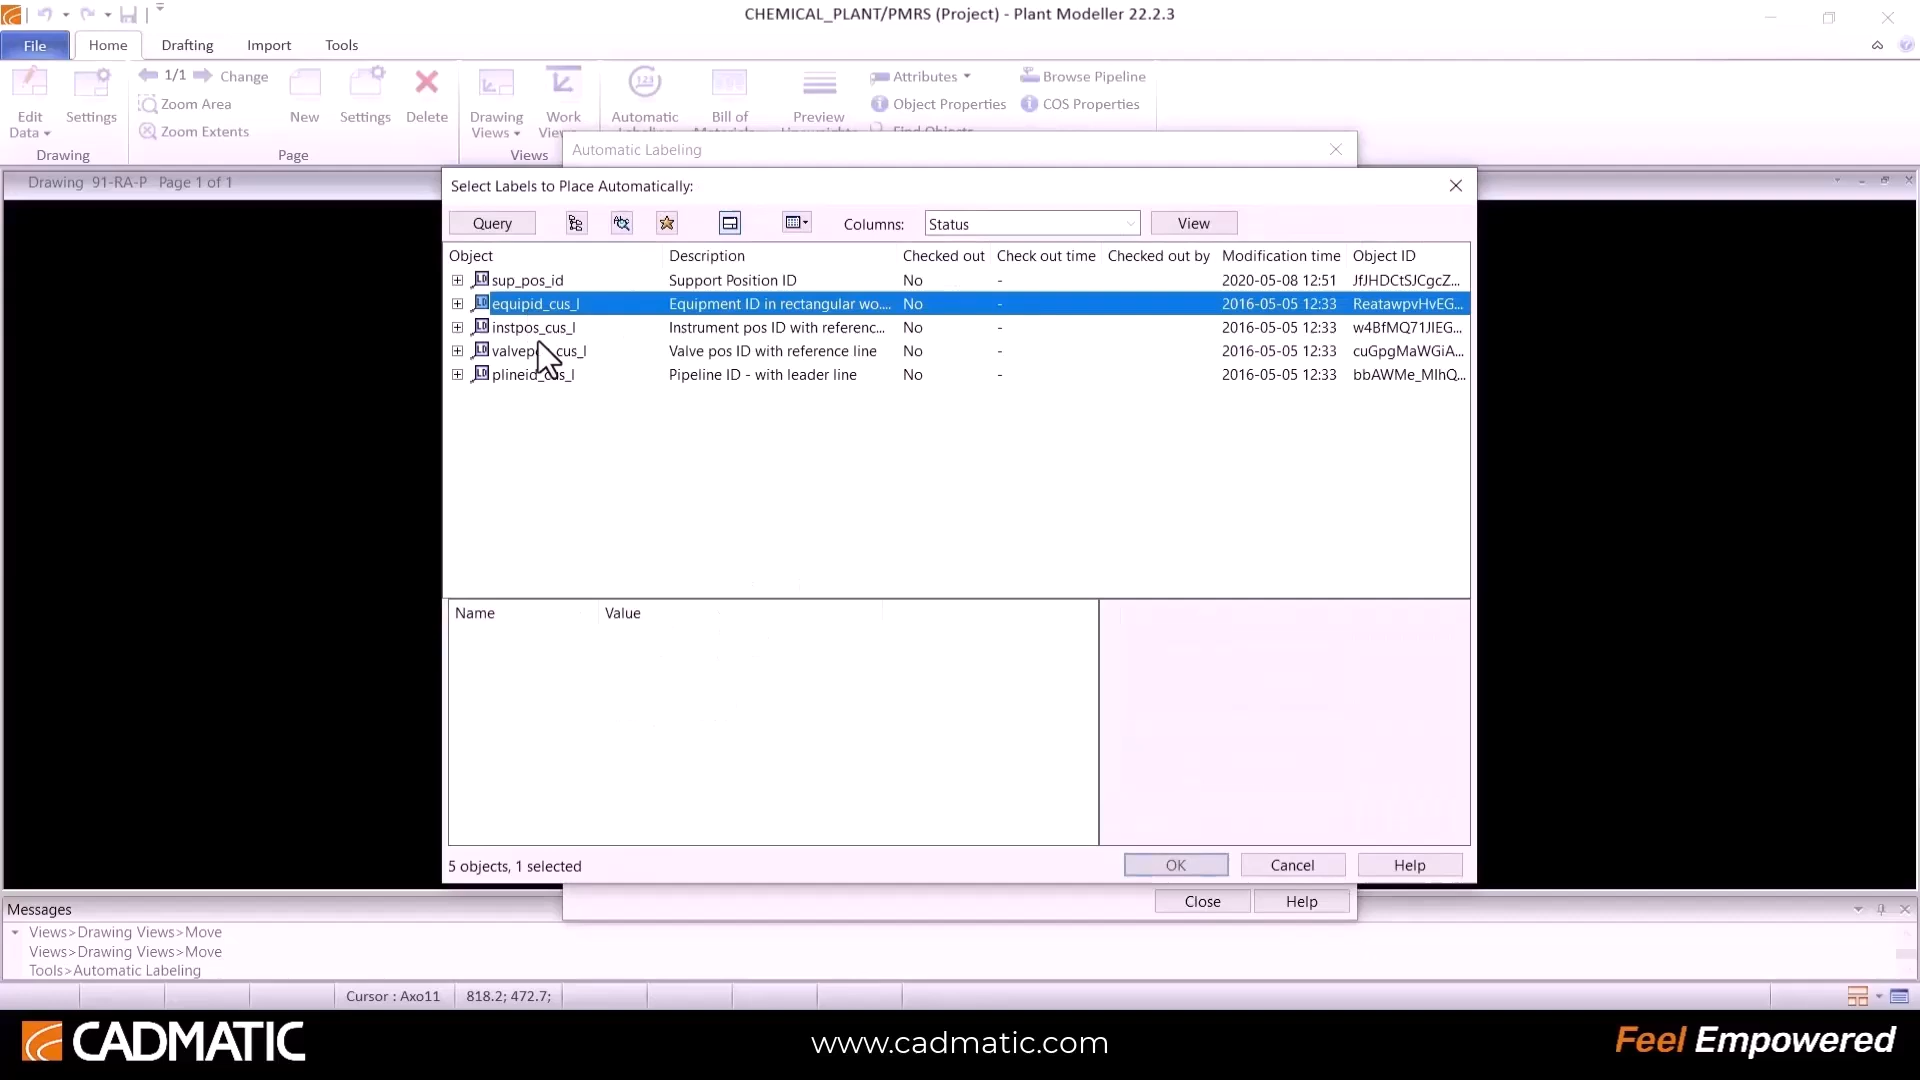 CHEMICAL_PLANT/PMRS (Project) - Plant Modeller 22.2.3
File Home Drafting Import Tools
1/1 Change Attributes Browse Pipeline
Zoom Area Object Properties COS Properties
Edit Data Settings Zoom Extents New Settings Delete Drawing Views Work Automatic Bill of Preview Find Objects
Drawing Page Views
Automatic Labeling
Drawing 91-RA-P Page 1 of 1
Select Labels to Place Automatically:
Query Columns: Status View
Object Description Checked out Check out time Checked out by Modification time Object ID
sup_pos_id Support Position ID No - 2020-05-08 12:51 JfJHDCtSJCgcZ...
equipid_cus_l Equipment ID in rectangular wo.... No - 2016-05-05 12:33 ReatawpvHvEG...
instpos_cus_l Instrument pos ID with referenc... No - 2016-05-05 12:33 w4BfMQ71JIEG...
Valve pos ID with reference line No - 2016-05-05 12:33 cuGpgMaWGiA...
Pipeline ID - with leader line No - 2016-05-05 12:33 bbAWMe_MIhQ...
Name Value
5 objects, 1 selected OK Cancel Help
Close Help
Messages
Views>Drawing Views>Move
Views>Drawing Views>Move
Tools>Automatic Labeling
Cursor : Axo11 818.2; 472.7;
CADMATIC www.cadmatic.com Feel Empowered